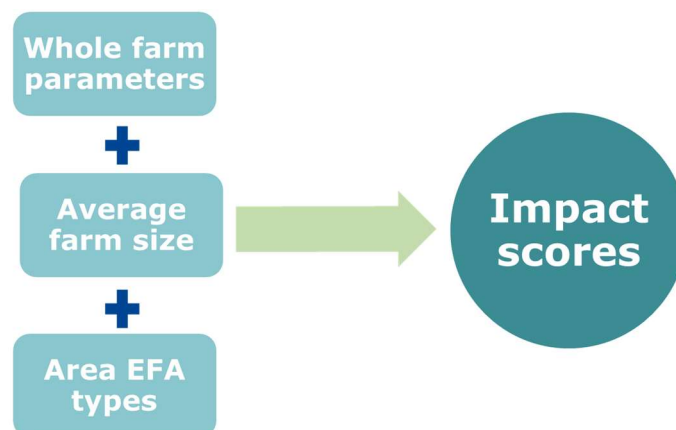 Whole farm
parameters
Average
farm size
Area EFA
types
Impact
scores